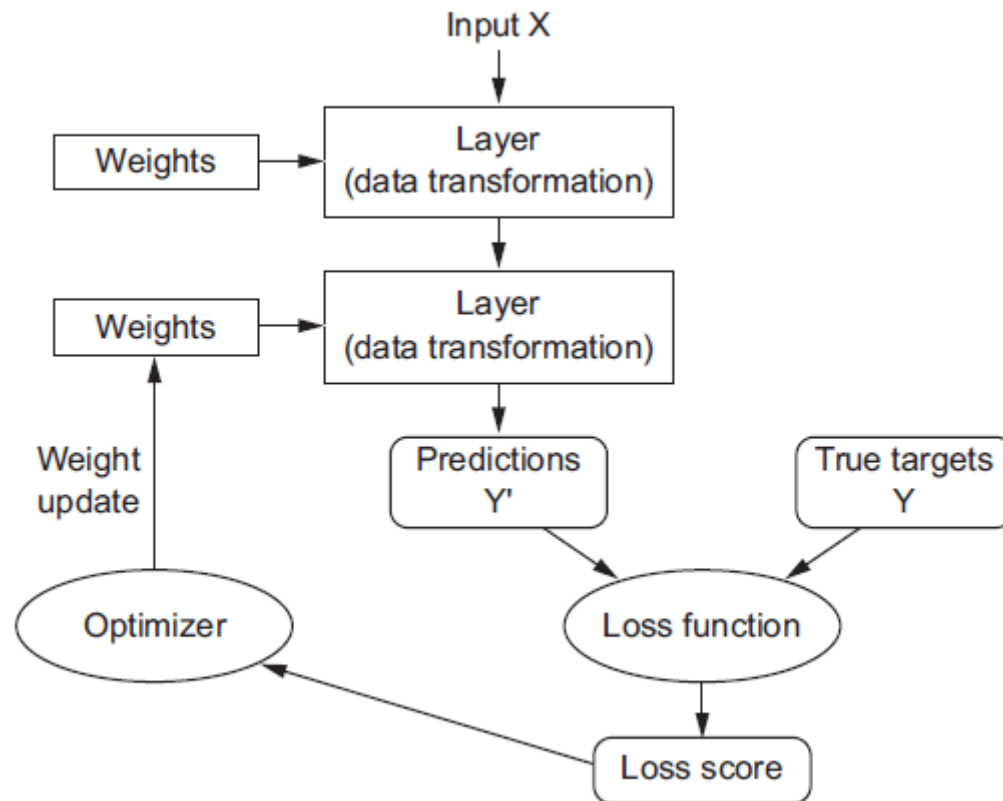 Input X
Weights
Layer
(data transformation)
Weights
Layer
(data transformation)
Weight
update
Predictions
Y'
True targets
Y
Optimizer
Loss function
Loss score